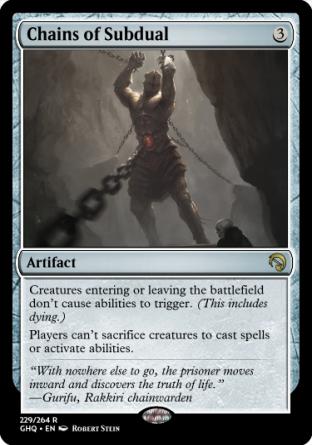 Chains of Subdual 3
Artifact
Creatures entering or leaving the battlefield
don't cause abilities to trigger. (This includes
dying.)
Players can't sacrifice creatures to cast spells
or activate abilities.
“With nowhere else to go, the prisoner moves
inward and discovers the truth of life.”
—Gurifu, Rakkiri chainwarden
229/264 R
GHQ • EN Robert Stein